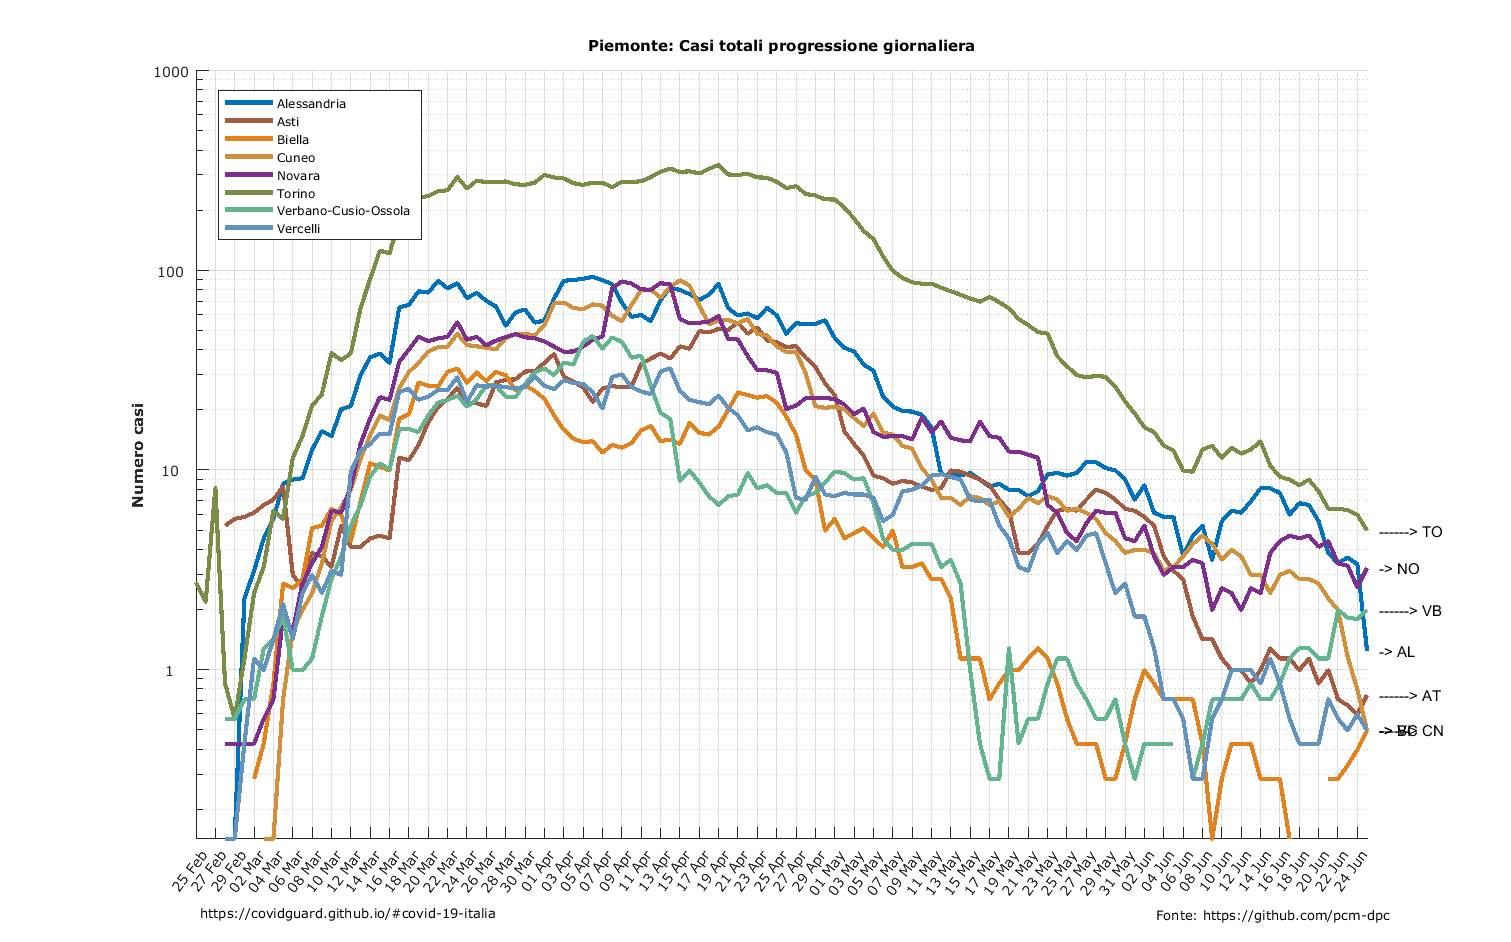 Piemonte: Casi totali progressione giornaliera
1000
100
10
1
Numero casi
Alessandria
Asti
Biella
Cuneo
Novara
Torino
Verbano-Cusio-Ossola
Vercelli
------> TO
-> NO
------> VB
-> AL
------> AT
CN
25 Feb
27 Feb
29 Feb
02 Mar
04 Mar
06 Mar
08 Mar
10 Mar
12 Mar
14 Mar
16 Mar
18 Mar
20 Mar
22 Mar
24 Mar
26 Mar
28 Mar
30 Mar
01 Apr
03 Apr
05 Apr
07 Apr
09 Apr
11 Apr
13 Apr
15 Apr
17 Apr
19 Apr
21 Apr
23 Apr
25 Apr
27 Apr
29 Apr
01 May
03 May
05 May
07 May
09 May
11 May
13 May
15 May
17 May
19 May
21 May
23 May
25 May
27 May
29 May
31 May
02 Jun
04 Jun
06 Jun
08 Jun
10 Jun
12 Jun
14 Jun
16 Jun
18 Jun
20 Jun
22 Jun
24 Jun
https://covidguard.github.io/#covid-19-italia
Fonte: https://github.com/pcm-dpc